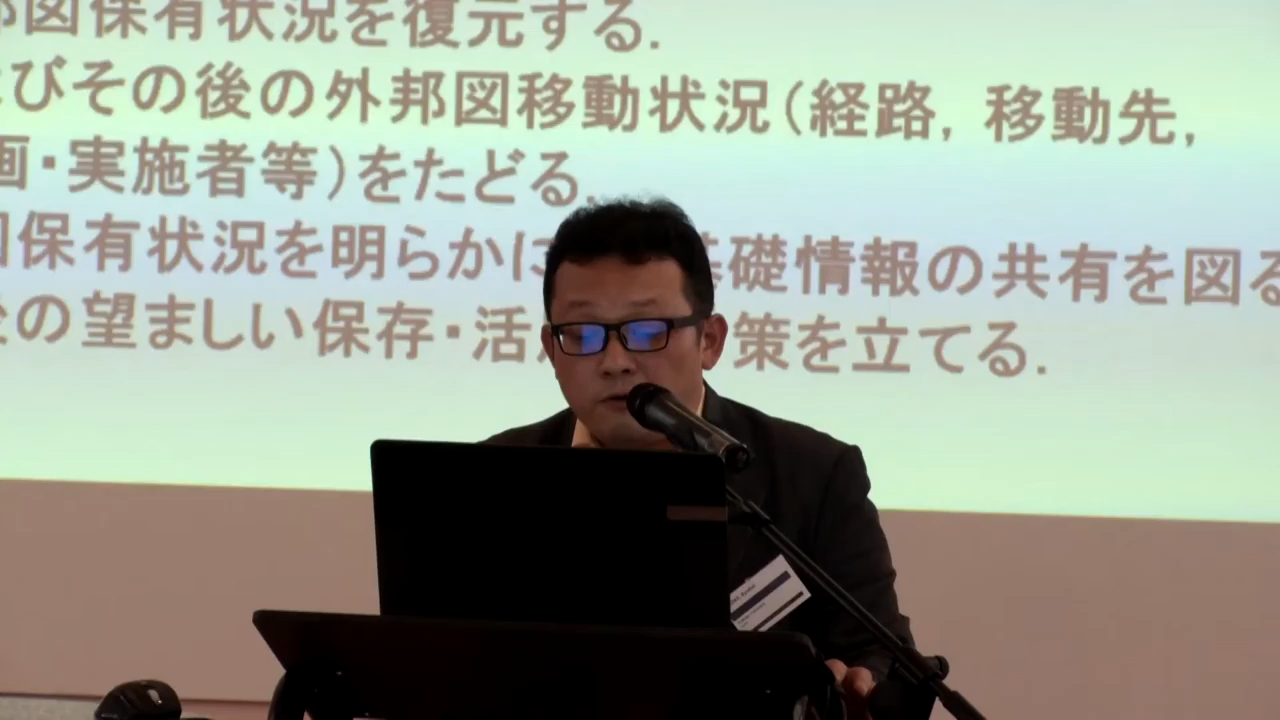 邦図保有状況を復元する.
よびその後の外邦図移動状況（経路, 移動先,
画・実施者等）をたどる.
図保有状況を明らかに 基礎情報の共有を図る
の望ましい保存・活 策を立てる.